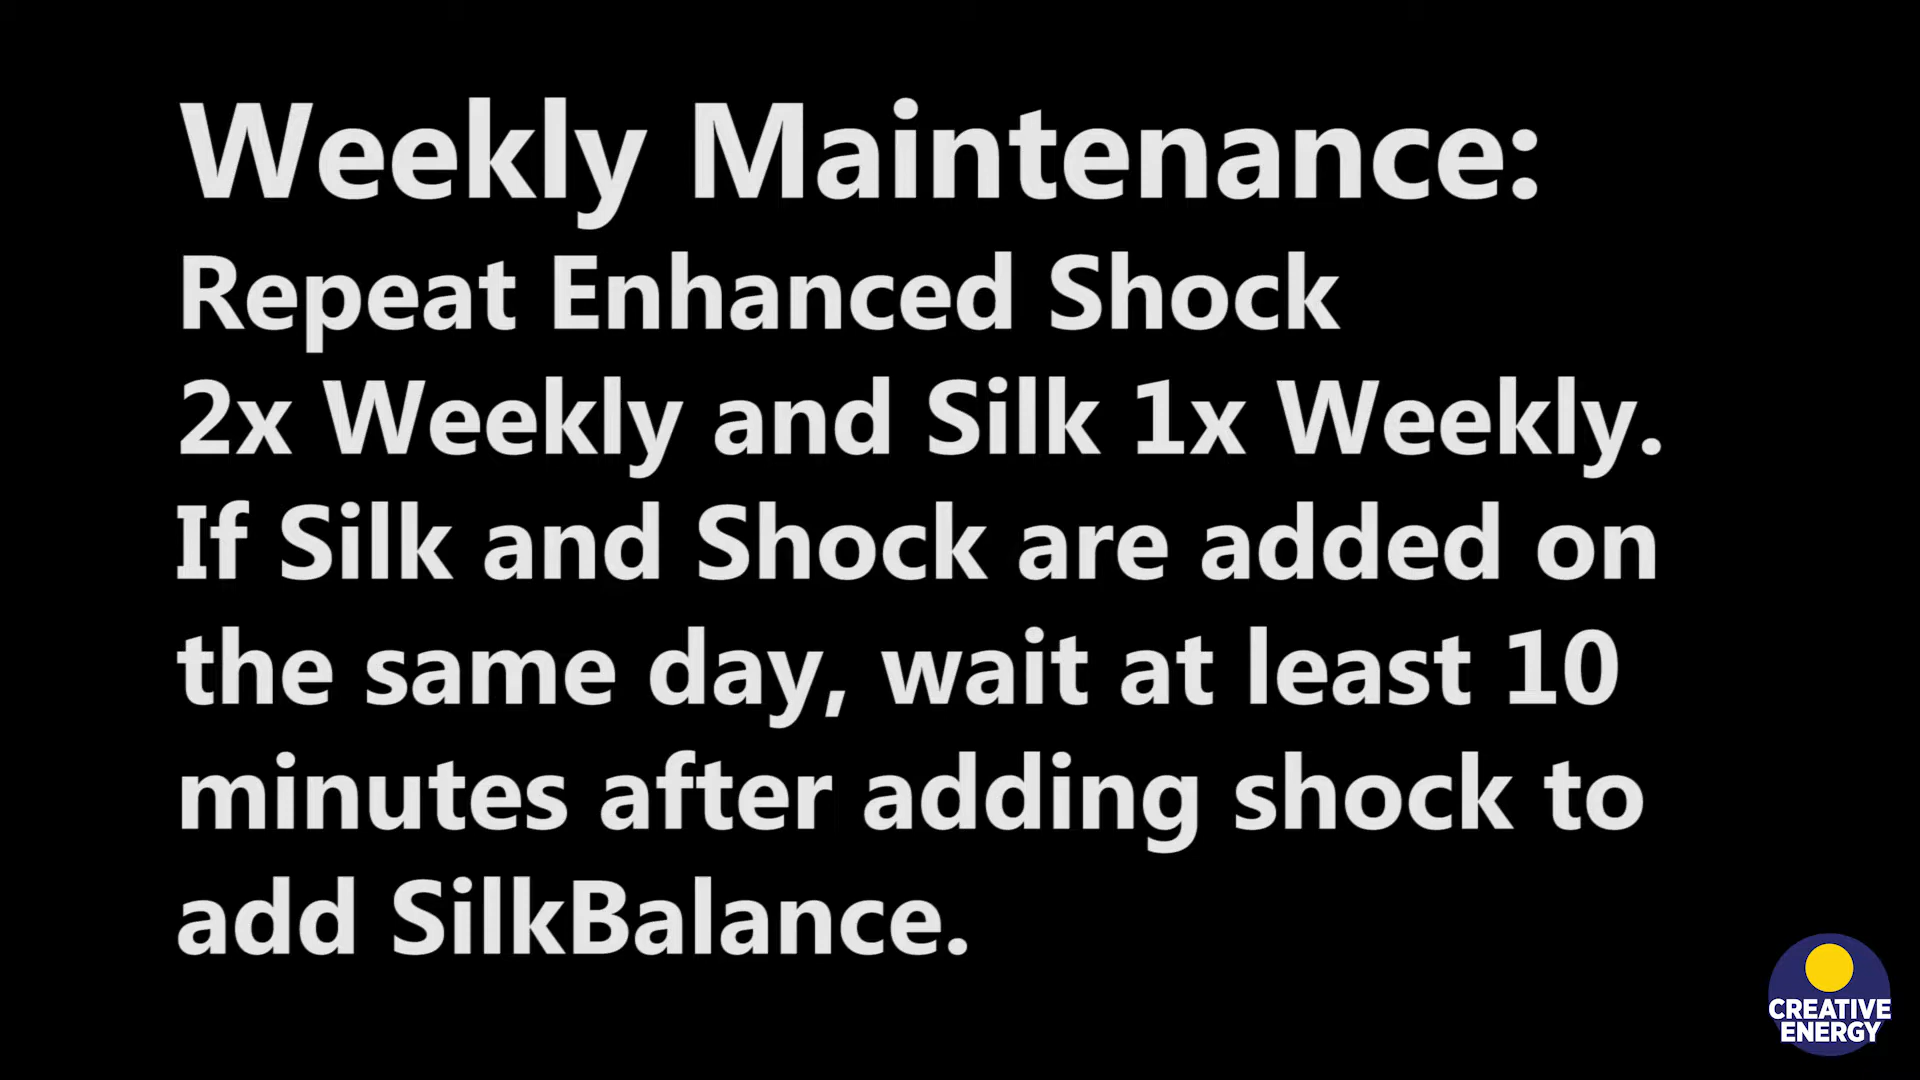 Weekly Maintenance:
Repeat Enhanced Shock
2x Weekly and Silk 1x Weekly.
If Silk and Shock are added on
the same day, wait at least 10
minutes after adding shock to
add SilkBalance.
CREATIVE
ENERGY